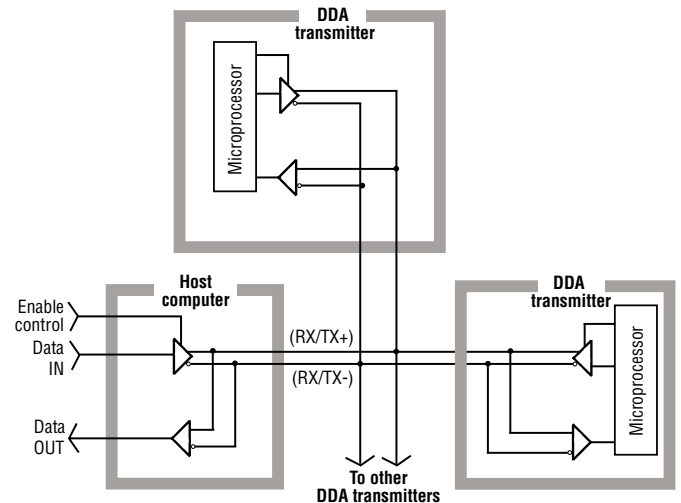 DDA
transmitter
Microprocessor
Host
computer
DDA
transmitter
Enable
control
Data
IN
(RX/TX+)
(RX/TX-)
Data
OUT
Microprocessor
To other
DDA transmitters